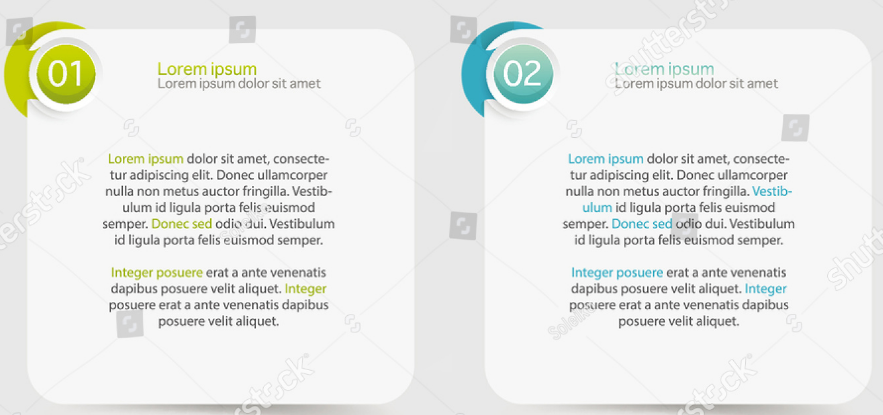 01
Lorem ipsum
Lorem ipsum dolor sit amet
Lorem ipsum dolor sit amet, consecte-
tur adipiscing elit. Donec ullamcorper
nulla non metus auctor fringilla. Vestib-
ulum id ligula porta felis euismod
semper. Donec sed odio dui. Vestibulum
id ligula porta felis euismod semper.
Integer posuere erat a ante venenatis
dapibus posuere velit aliquet. Integer
posuere erat a ante venenatis dapibus
posuere velit aliquet.
02
Lorem ipsum
Lorem ipsum dolor sit amet
Lorem ipsum dolor sit amet, consecte-
tur adipiscing elit. Donec ullamcorper
nulla non metus auctor fringilla. Vestib-
ulum id ligula porta felis euismod
semper. Donec sed odio dui. Vestibulum
id ligula porta felis euismod semper.
Integer posuere erat a ante venenatis
dapibus posuere velit aliquet. Integer
posuere erat a ante venenatis dapibus
posuere velit aliquet.
shutterstock